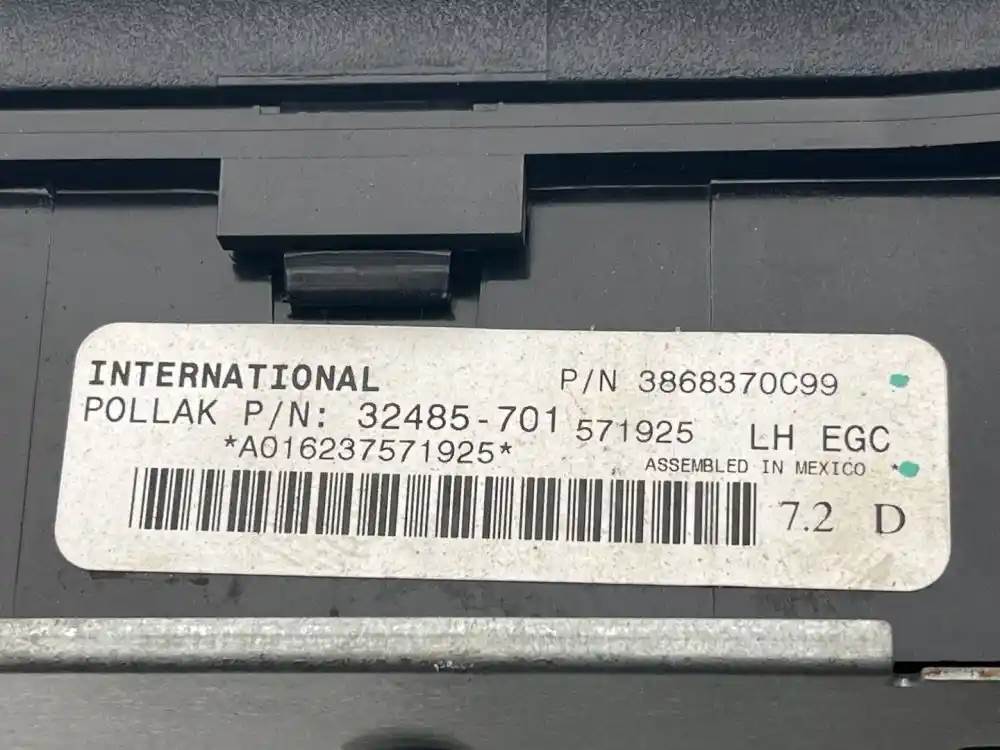 INTERNATIONAL P/N 3868370C99
POLLAK P/N: 32485-701 571925 LH EGC
*A016237571925*
ASSEMBLED IN MEXICO *
7.2 D